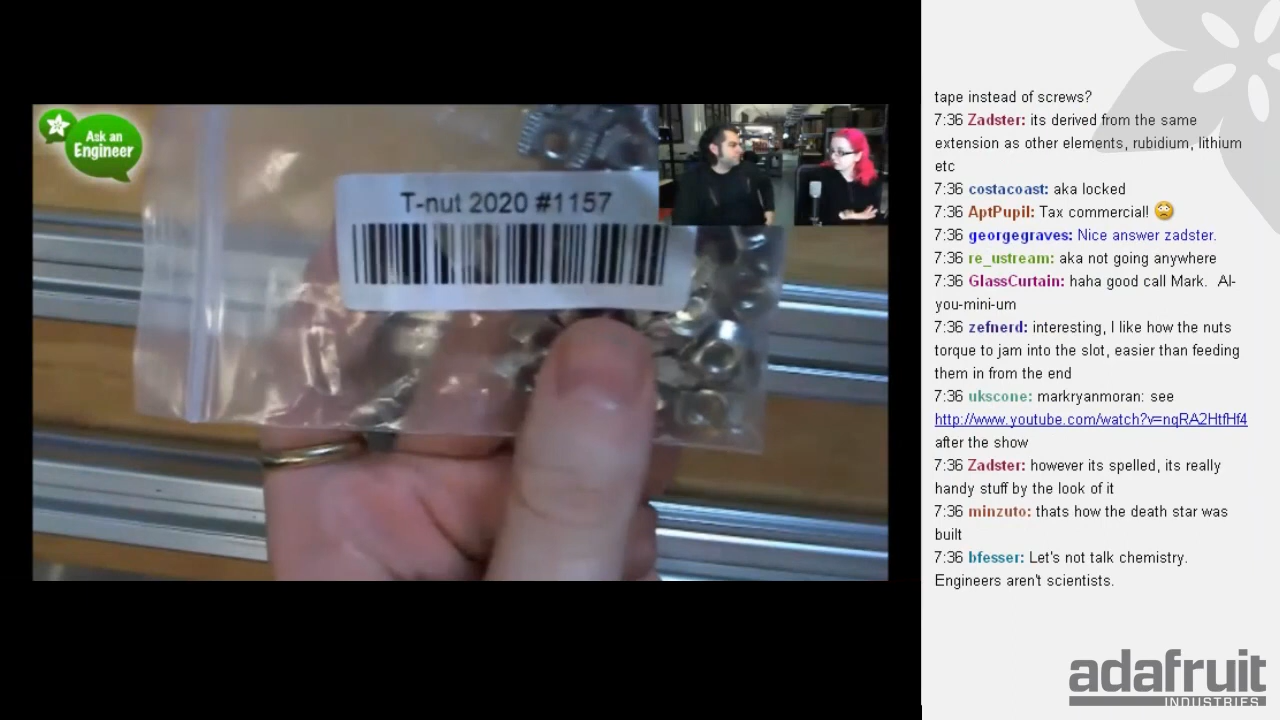 Ask an
Engineer
T-nut 2020 #1157
tape instead of screws?
7:36 Zadster: its derived from the same
extension as other elements, rubidium, lithium
etc
7:36 costacoast: aka locked
7:36 AptPupil: Tax commercial!
7:36 georgegraves: Nice answer zadster.
7:36 re_ustream: aka not going anywhere
7:36 GlassCurtain: haha good call Mark. Al-
you-mini-um
7:36 zefnerd: interesting, I like how the nuts
torque to jam into the slot, easier than feeding
them in from the end
7:36 ukscone: markryanmoran: see
http://www.youtube.com/watch?v=nqRA2HtfHf4
after the show
7:36 Zadster: however its spelled, its really
handy stuff by the look of it
7:36 minzuto: thats how the death star was
built
7:36 bfesser: Let's not talk chemistry.
Engineers aren't scientists.
adafruit
INDUSTRIES